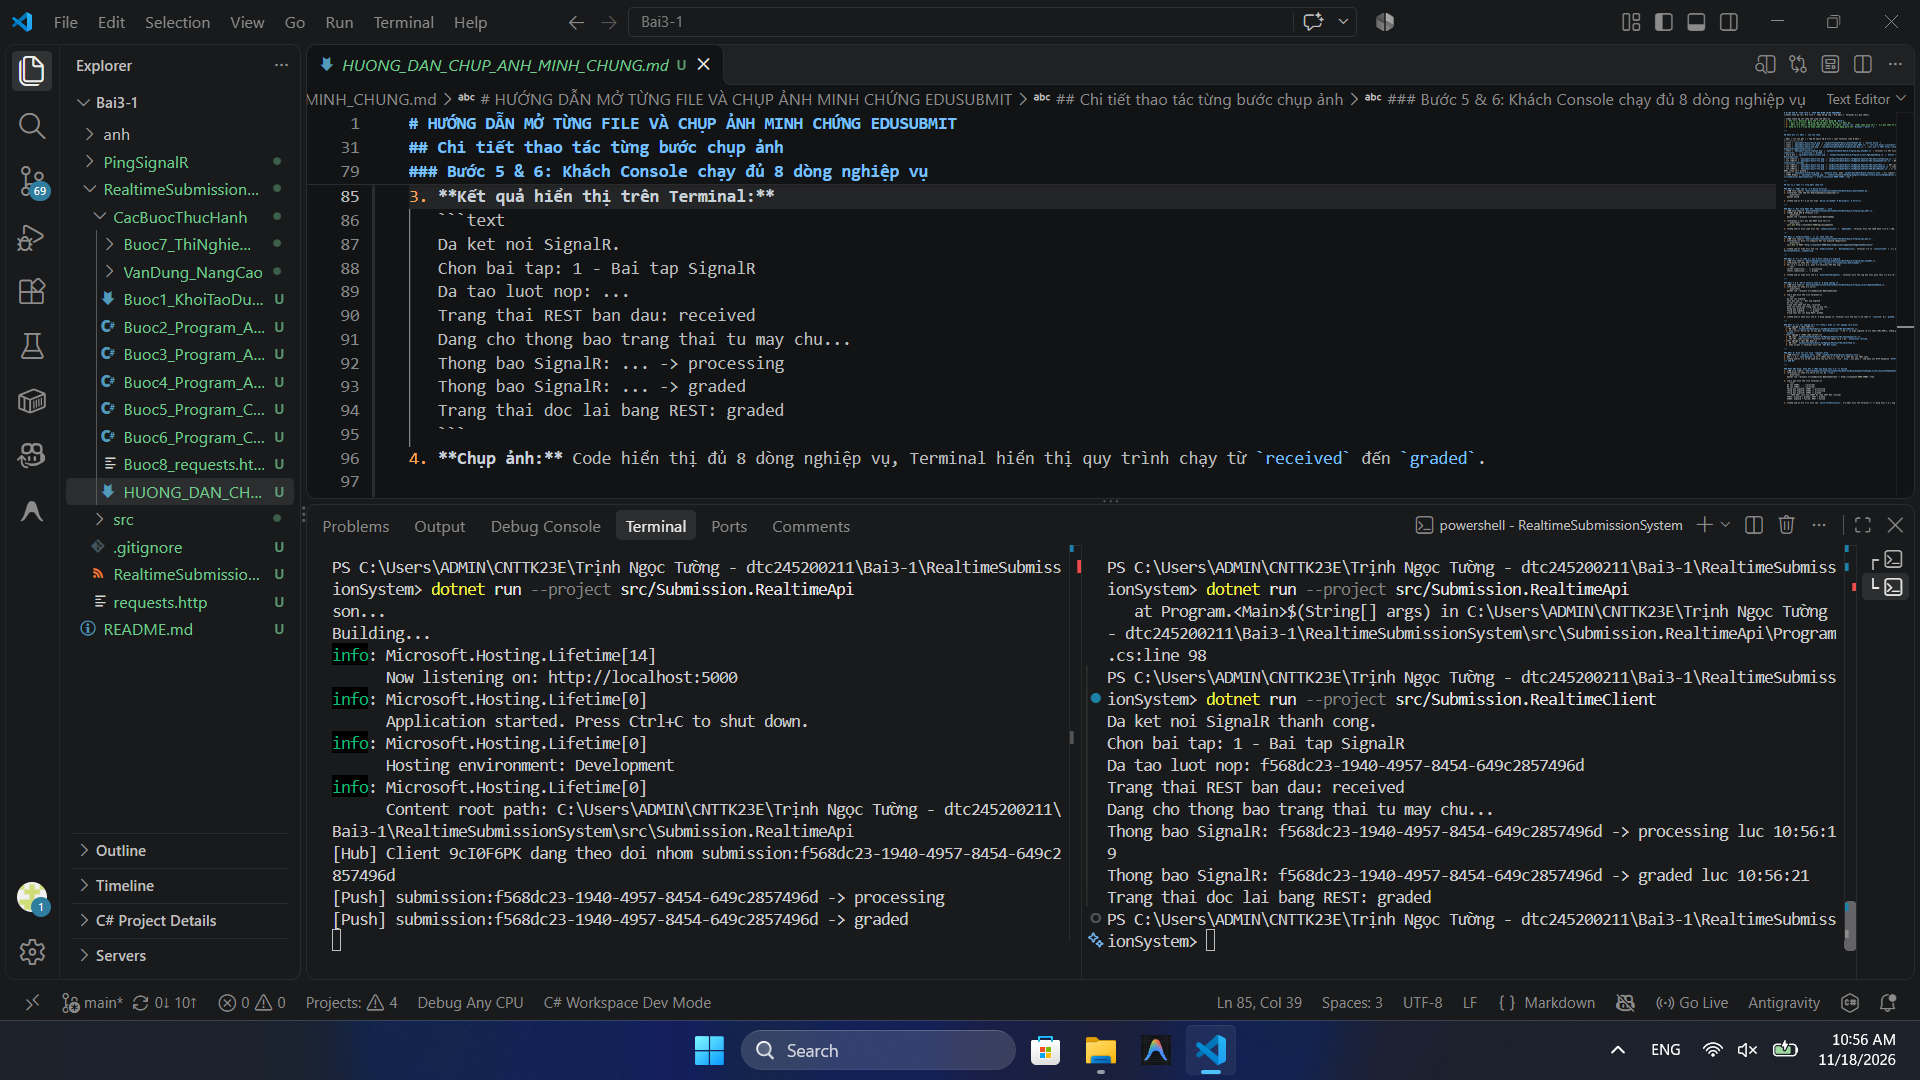 File Edit Selection View Go Run Terminal Help
Bai3-1
Explorer
Bai3-1
anh
PingSignalR
RealtimeSubmission...
CacBuocThucHanh
Buoc7_ThiNghie...
VanDung_NangCao
Buoc1_KhoiTaoDu... U
Buoc2_Program_A... U
Buoc3_Program_A... U
Buoc4_Program_A... U
Buoc5_Program_C... U
Buoc6_Program_C... U
Buoc8_requests.ht... U
HUONG_DAN_CH... U
src
.gitignore U
RealtimeSubmissio... U
requests.http U
README.md U
Outline
Timeline
C# Project Details
Servers
69
1
HUONG_DAN_CHUP_ANH_MINH_CHUNG.md U
MINH_CHUNG.md > # HƯỚNG DẪN MỞ TỪNG FILE VÀ CHỤP ẢNH MINH CHỨNG EDUSUBMIT > ## Chi tiết thao tác từng bước chụp ảnh > ### Bước 5 & 6: Khách Console chạy đủ 8 dòng nghiệp vụ
Text Editor
1 # HƯỚNG DẪN MỞ TỪNG FILE VÀ CHỤP ẢNH MINH CHỨNG EDUSUBMIT
31 ## Chi tiết thao tác từng bước chụp ảnh
79 ### Bước 5 & 6: Khách Console chạy đủ 8 dòng nghiệp vụ
85 3. **Kết quả hiển thị trên Terminal:**
86 ```text
87 Da ket noi SignalR.
88 Chon bai tap: 1 - Bai tap SignalR
89 Da tao luot nop: ...
90 Trang thai REST ban dau: received
91 Dang cho thong bao trang thai tu may chu...
92 Thong bao SignalR: ... -> processing
93 Thong bao SignalR: ... -> graded
94 Trang thai doc lai bang REST: graded
95 ```
96 4. **Chụp ảnh:** Code hiển thị đủ 8 dòng nghiệp vụ, Terminal hiển thị quy trình chạy từ `received` đến `graded`.
97
Problems Output Debug Console Terminal Ports Comments
powershell - RealtimeSubmissionSystem
PS C:\Users\ADMIN\CNTTK23E\Trịnh Ngọc Tường - dtc245200211\Bai3-1\RealtimeSubmiss
ionSystem> dotnet run --project src/Submission.RealtimeApi
son...
Building...
info: Microsoft.Hosting.Lifetime[14]
Now listening on: http://localhost:5000
info: Microsoft.Hosting.Lifetime[0]
Application started. Press Ctrl+C to shut down.
info: Microsoft.Hosting.Lifetime[0]
Hosting environment: Development
info: Microsoft.Hosting.Lifetime[0]
Content root path: C:\Users\ADMIN\CNTTK23E\Trịnh Ngọc Tường - dtc245200211\
Bai3-1\RealtimeSubmissionSystem\src\Submission.RealtimeApi
[Hub] Client 9cI0F6PK dang theo doi nhom submission:f568dc23-1940-4957-8454-649c2
857496d
[Push] submission:f568dc23-1940-4957-8454-649c2857496d -> processing
[Push] submission:f568dc23-1940-4957-8454-649c2857496d -> graded
PS C:\Users\ADMIN\CNTTK23E\Trịnh Ngọc Tường - dtc245200211\Bai3-1\RealtimeSubmiss
ionSystem> dotnet run --project src/Submission.RealtimeApi
at Program.<Main>$(String[] args) in C:\Users\ADMIN\CNTTK23E\Trịnh Ngọc Tường
- dtc245200211\Bai3-1\RealtimeSubmissionSystem\src\Submission.RealtimeApi\Program
.cs:line 98
PS C:\Users\ADMIN\CNTTK23E\Trịnh Ngọc Tường - dtc245200211\Bai3-1\RealtimeSubmiss
ionSystem> dotnet run --project src/Submission.RealtimeClient
Da ket noi SignalR thanh cong.
Chon bai tap: 1 - Bai tap SignalR
Da tao luot nop: f568dc23-1940-4957-8454-649c2857496d
Trang thai REST ban dau: received
Dang cho thong bao trang thai tu may chu...
Thong bao SignalR: f568dc23-1940-4957-8454-649c2857496d -> processing luc 10:56:1
9
Thong bao SignalR: f568dc23-1940-4957-8454-649c2857496d -> graded luc 10:56:21
Trang thai doc lai bang REST: graded
PS C:\Users\ADMIN\CNTTK23E\Trịnh Ngọc Tường - dtc245200211\Bai3-1\RealtimeSubmiss
ionSystem>
main* 0↓ 10↑ 0 0 Projects: 4 Debug Any CPU C# Workspace Dev Mode
Ln 85, Col 39 Spaces: 3 UTF-8 LF { } Markdown Go Live Antigravity
Search
ENG
10:56 AM
11/18/2026